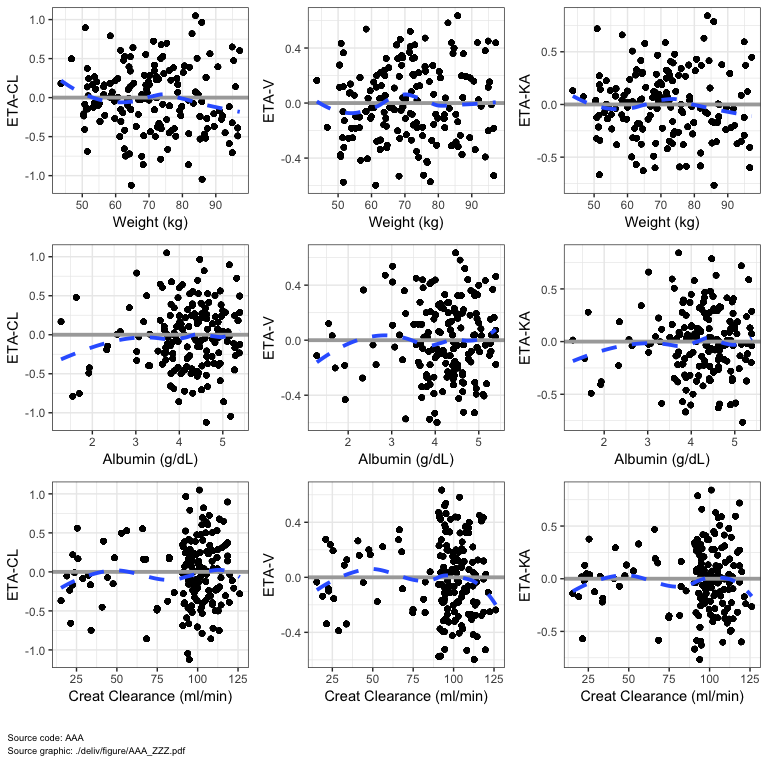 1.0
0.5
0.0
-0.5
-1.0
ETA-CL
50 60 70 80 90
Weight (kg)
0.4
0.0
-0.4
ETA-V
50 60 70 80 90
Weight (kg)
0.5
0.0
-0.5
ETA-KA
50 60 70 80 90
Weight (kg)
1.0
0.5
0.0
-0.5
-1.0
ETA-CL
2 3 4 5
Albumin (g/dL)
0.4
0.0
-0.4
ETA-V
2 3 4 5
Albumin (g/dL)
0.5
0.0
-0.5
ETA-KA
2 3 4 5
Albumin (g/dL)
1.0
0.5
0.0
-0.5
-1.0
ETA-CL
25 50 75 100 125
Creat Clearance (ml/min)
0.4
0.0
-0.4
ETA-V
25 50 75 100 125
Creat Clearance (ml/min)
0.5
0.0
-0.5
ETA-KA
25 50 75 100 125
Creat Clearance (ml/min)
Source code: AAA
Source graphic: ./deliv/figure/AAA_ZZZ.pdf